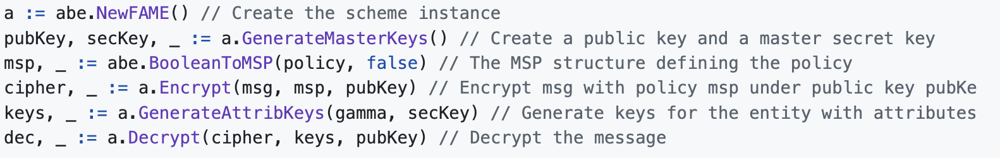 a := abe.NewFAME() // Create the scheme instance
pubKey, secKey, _ := a.GenerateMasterKeys() // Create a public key and a master secret key
msp, _ := abe.BooleanToMSP(policy, false) // The MSP structure defining the policy
cipher, _ := a.Encrypt(msg, msp, pubKey) // Encrypt msg with policy msp under public key pubKe
keys, _ := a.GenerateAttribKeys(gamma, secKey) // Generate keys for the entity with attributes
dec, _ := a.Decrypt(cipher, keys, pubKey) // Decrypt the message